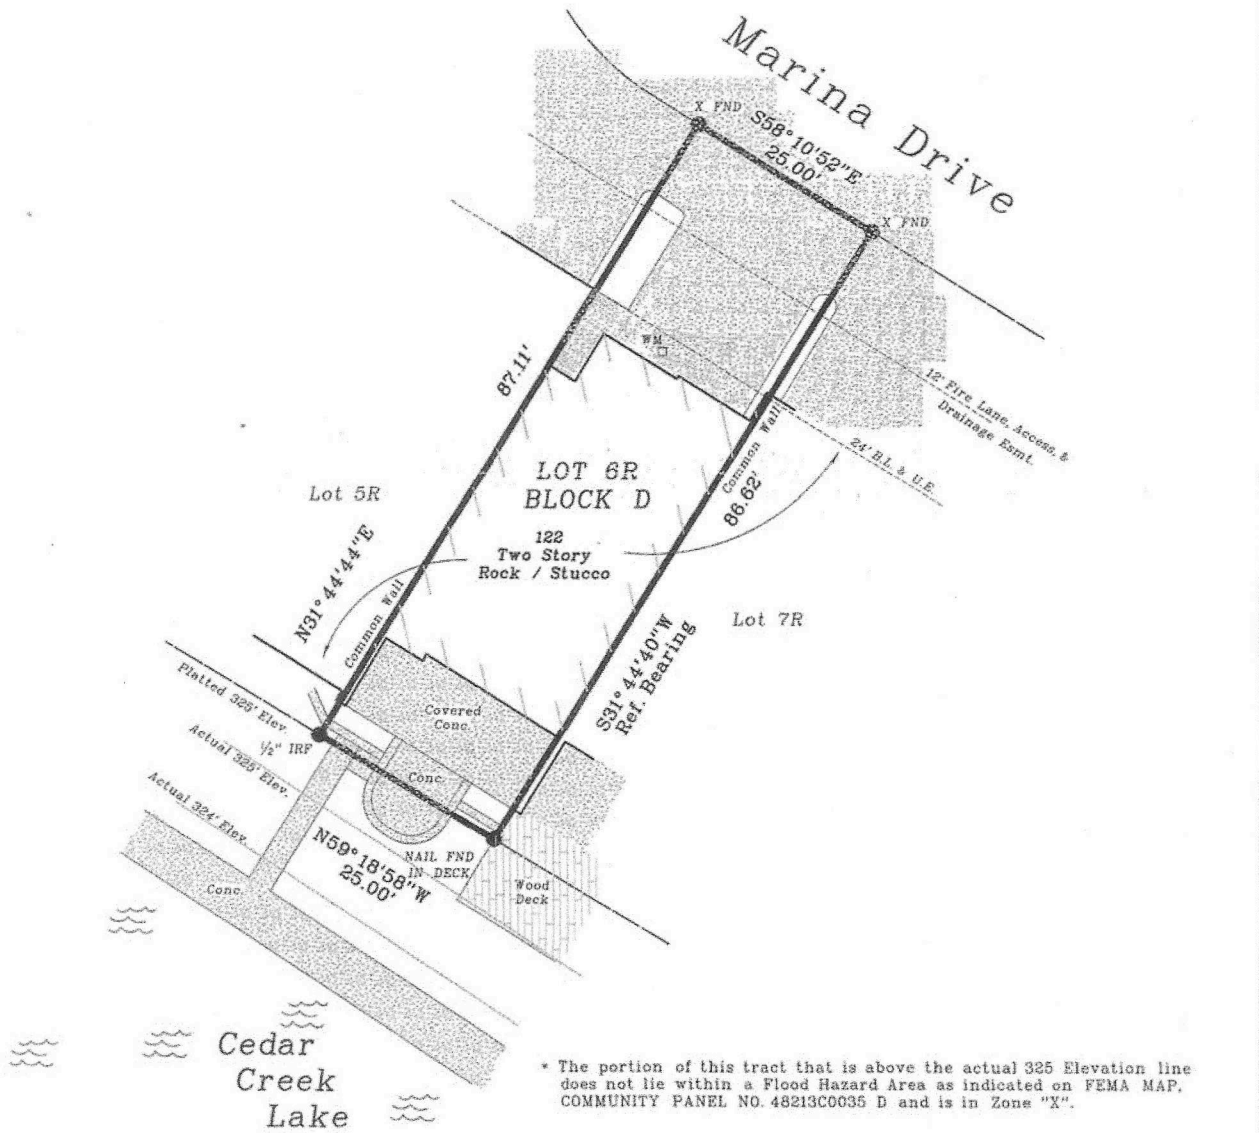 Marina Drive
X FND
S58°10'52"E
25.00'
X FND
WM
87.11'
12' Fire Lane, Access, &
Drainage Esmt.
24' B.L. & U.E.
Common Wall
86.62'
LOT 6R
BLOCK D
Lot 5R
122
Two Story
Rock / Stucco
N31°44'44"E
Common Wall
Lot 7R
S31°44'40"W
Ref. Bearing
Platted 325' Elev.
Covered
Conc.
½" IRF
Actual 325' Elev.
Conc.
Actual 324' Elev.
N59°18'58"W
25.00'
NAIL FND
IN DECK
Wood
Deck
Conc.
Cedar
Creek
Lake
* The portion of this tract that is above the actual 325 Elevation line
does not lie within a Flood Hazard Area as indicated on FEMA MAP,
COMMUNITY PANEL NO. 48213C0035 D and is in Zone "X".